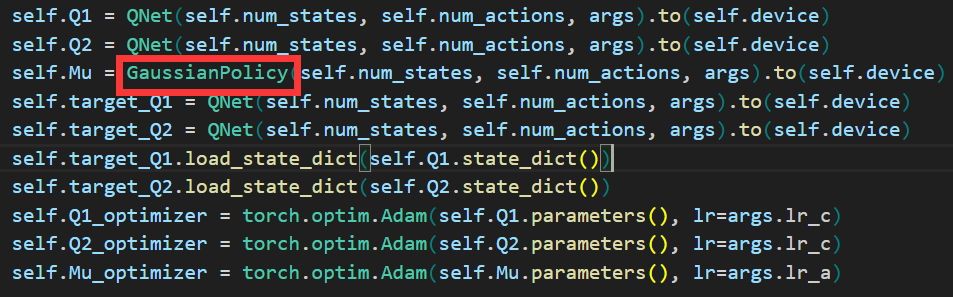 self.Q1 = QNet(self.num_states, self.num_actions, args).to(self.device)
self.Q2 = QNet(self.num_states, self.num_actions, args).to(self.device)
self.Mu = GaussianPolicy(self.num_states, self.num_actions, args).to(self.device)
self.target_Q1 = QNet(self.num_states, self.num_actions, args).to(self.device)
self.target_Q2 = QNet(self.num_states, self.num_actions, args).to(self.device)
self.target_Q1.load_state_dict(self.Q1.state_dict())
self.target_Q2.load_state_dict(self.Q2.state_dict())
self.Q1_optimizer = torch.optim.Adam(self.Q1.parameters(), lr=args.lr_c)
self.Q2_optimizer = torch.optim.Adam(self.Q2.parameters(), lr=args.lr_c)
self.Mu_optimizer = torch.optim.Adam(self.Mu.parameters(), lr=args.lr_a)